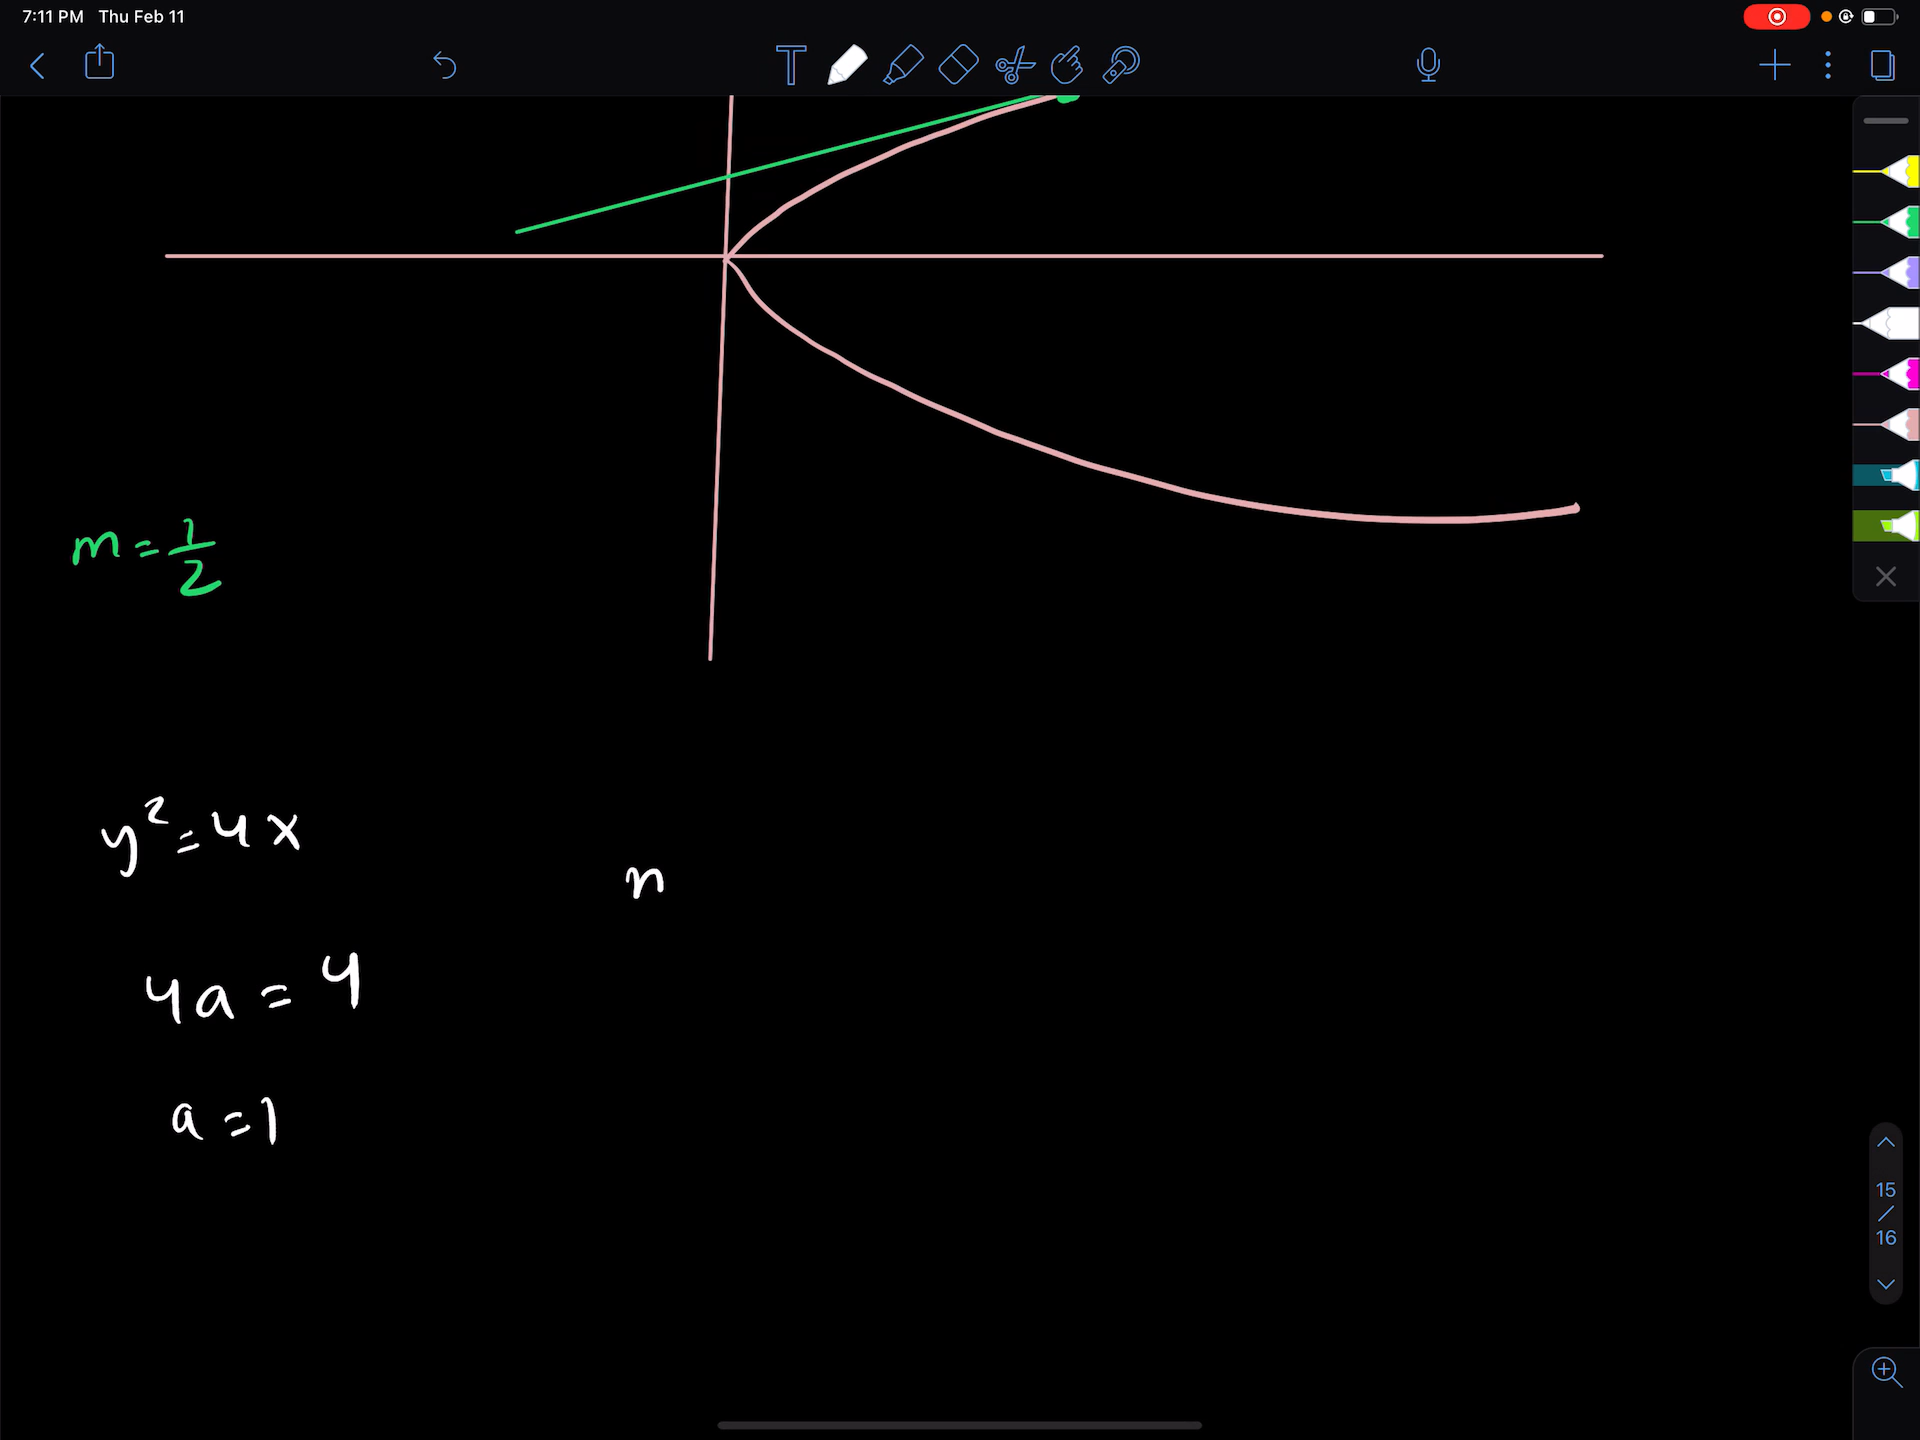 7:11 PM Thu Feb 11
m = 1/2
y² = 4x
n
4a = 4
a = 1
15
/
16